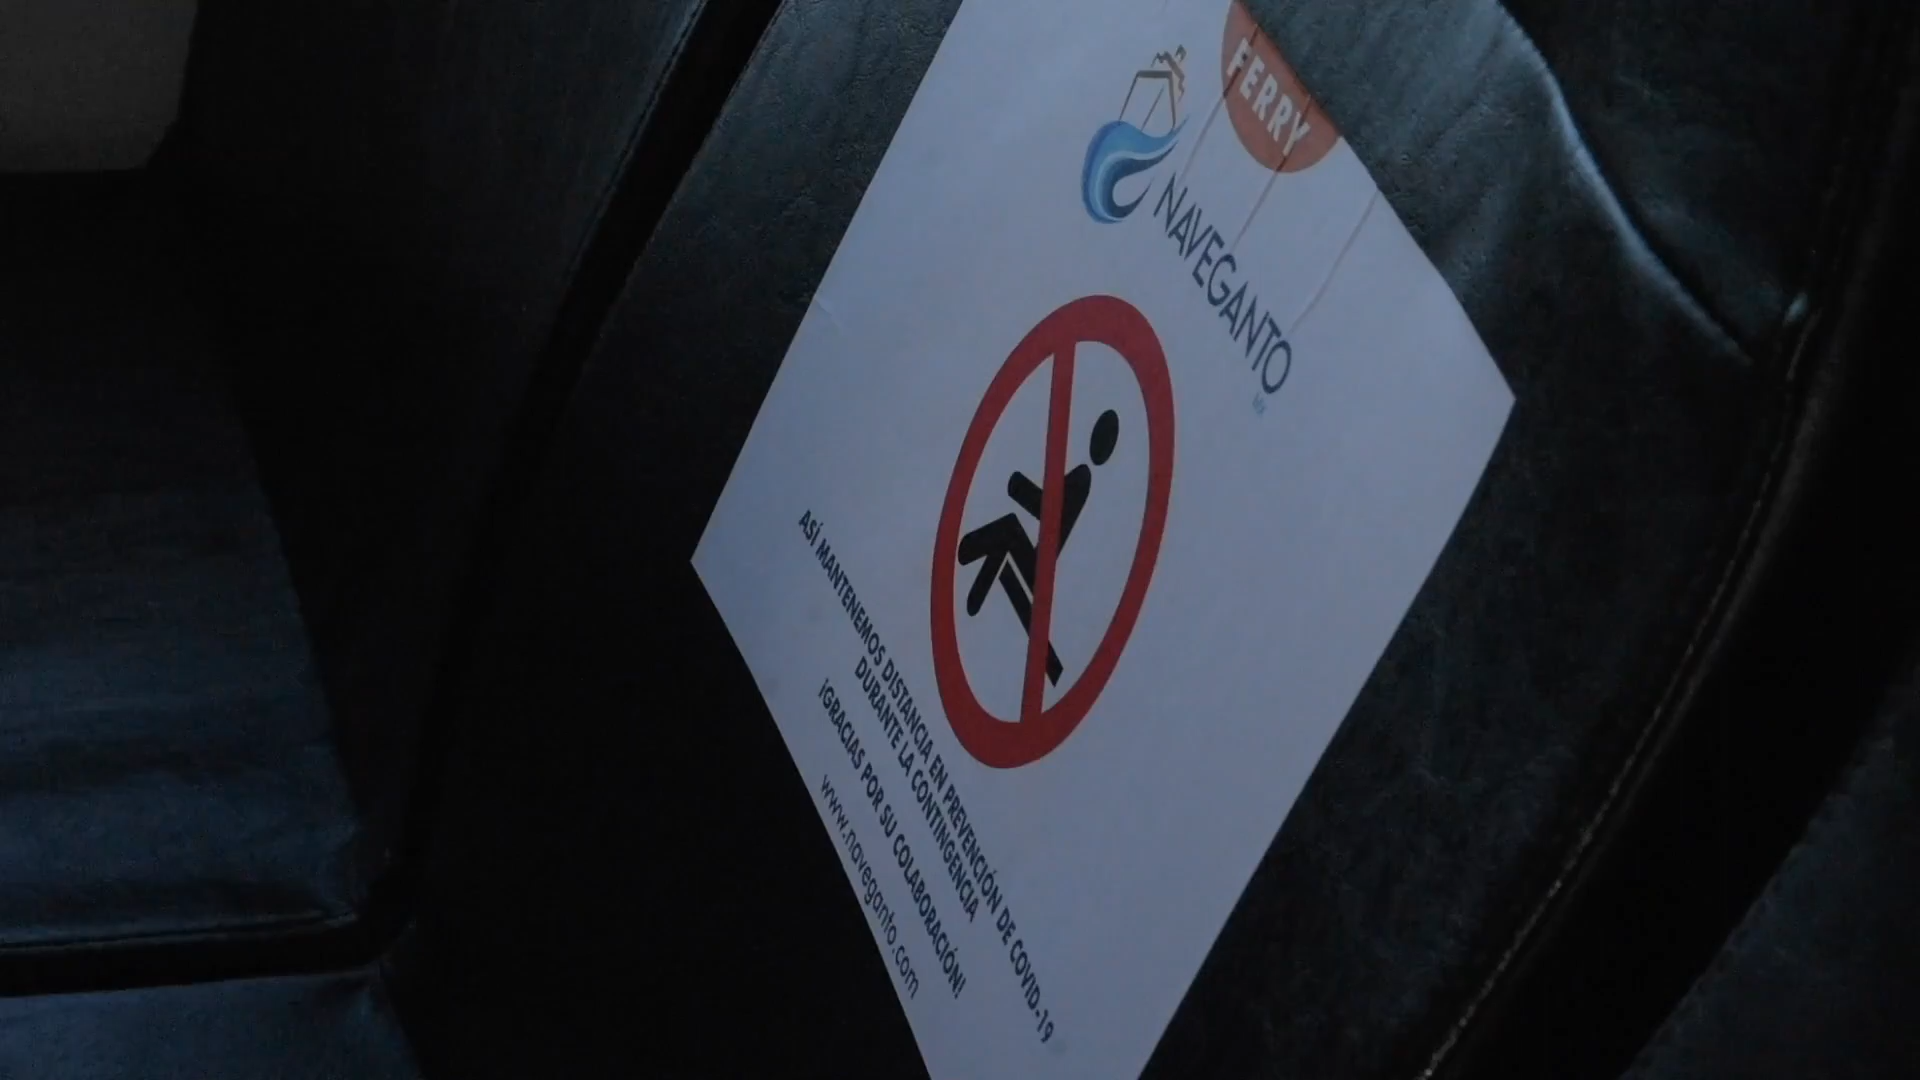 FERRY
NAVEGANTO
MX
ASÍ MANTENEMOS DISTANCIA EN PREVENCIÓN DE COVID-19
DURANTE LA CONTINGENCIA
¡GRACIAS POR SU COLABORACIÓN!
www.naveganto.com